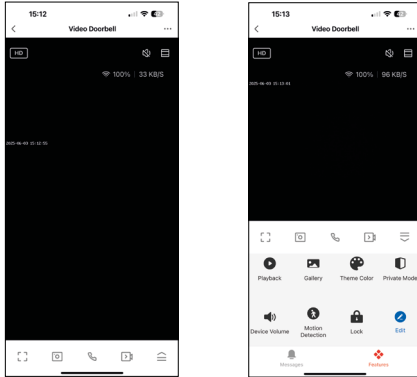 15:12
Video Doorbell
HD
100% | 33 KB/S
2025-06-03 15:12:55
15:13
Video Doorbell
HD
100% | 96 KB/S
2025-06-03 15:13:01
Playback Gallery Theme Color Private Mode
Device Volume Motion Detection Lock Edit
Messages Features